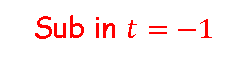 Sub in t = −1